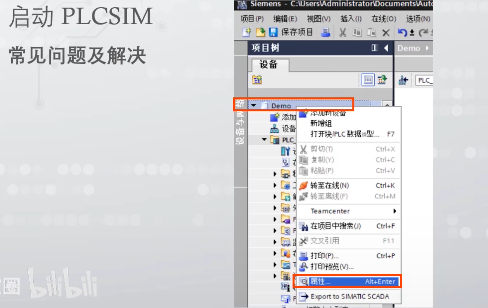 启动 PLCSIM
常见问题及解决
Siemens - C:\Users\Administrator\Documents\Auto
项目(P) 编辑(E) 视图(V) 插入(I) 在线(O) 选项(N)
保存项目
项目树
Demo
设备
PLC_
Demo
添加新设备
添加
新增组
设备
打开块/PLC 数据类型... F7
PLC_
剪切(T) Ctrl+X
复制(Y) Ctrl+C
粘贴(V) Ctrl+V
转至在线(N) Ctrl+K
转至离线(F) Ctrl+M
Teamcenter
在项目中搜索(J) Ctrl+F
交叉引用 F11
打印(P)... Ctrl+P
打印预览(V)...
属性... Alt+Enter
Export to SIMATIC SCADA
圈 bilibili